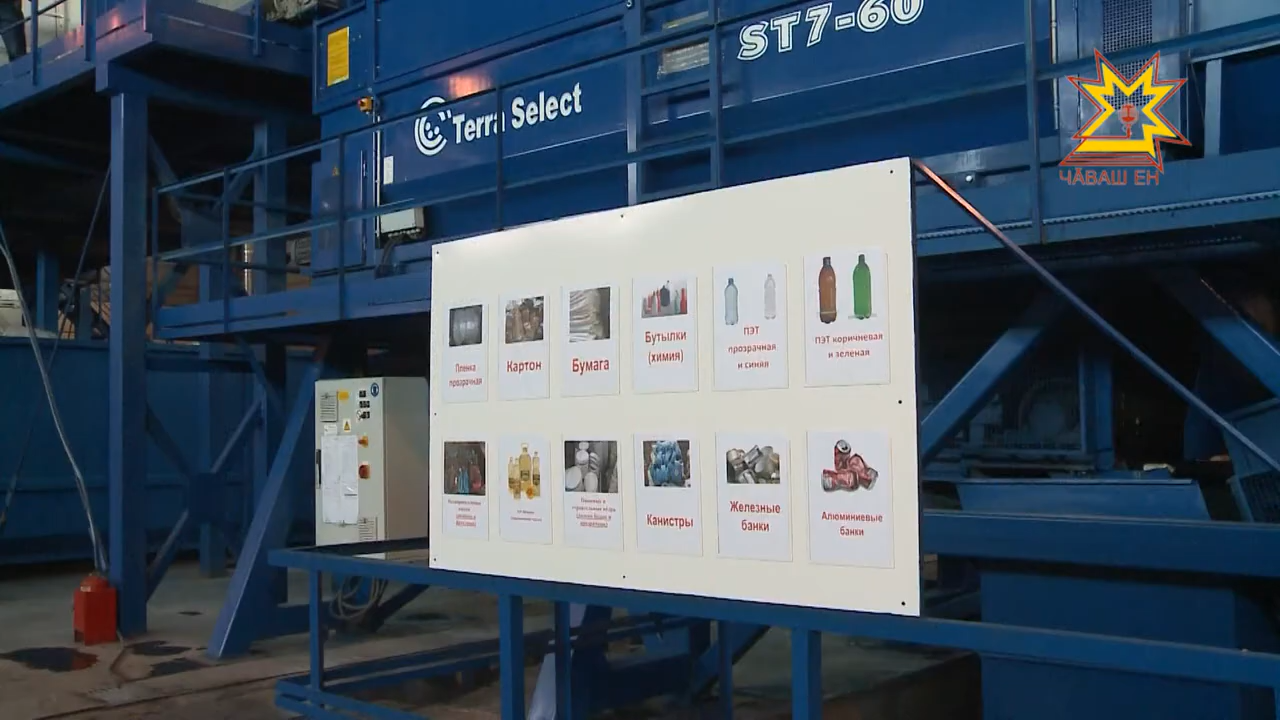 ST7-60
Terra Select
ЧӐВАШ ЕН
Пленка
прозрачная
Картон
Бумага
Бутылки
(химия)
ПЭТ
прозрачная
и синяя
ПЭТ коричневая
и зеленая
Канистры
Железные
банки
Алюминиевые
банки